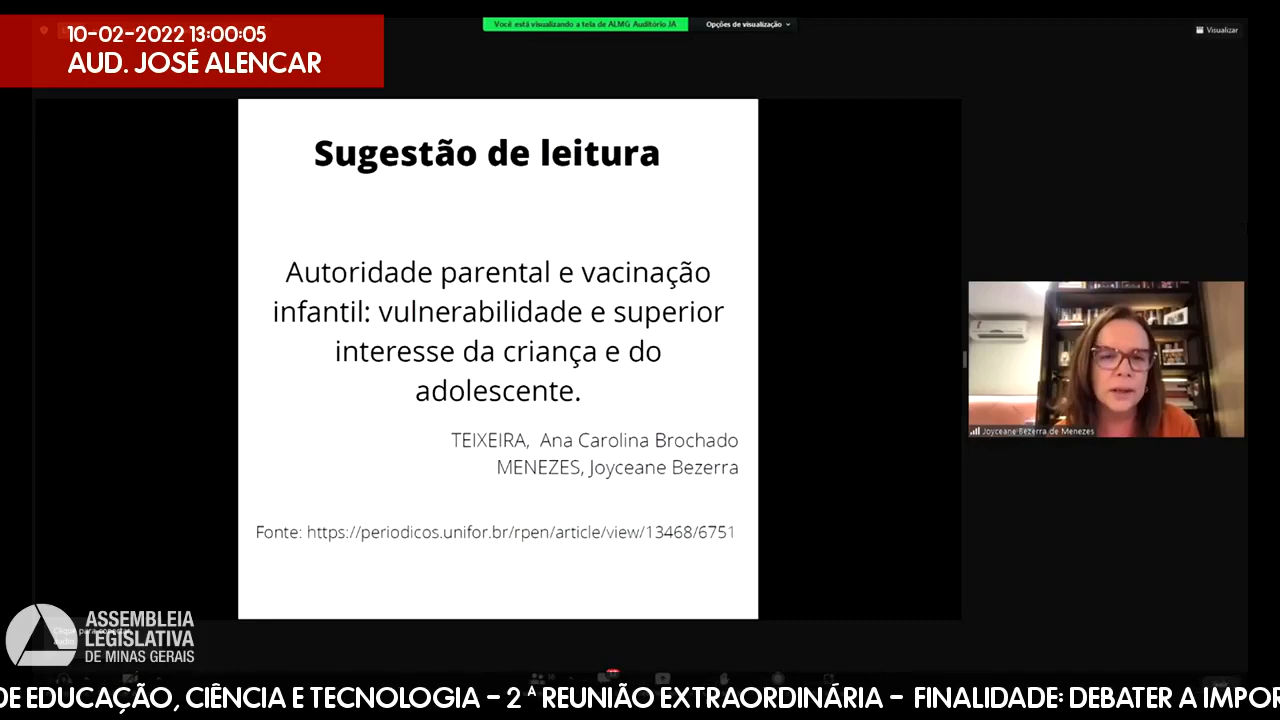 10-02-2022 13:00:05
AUD. JOSÉ ALENCAR
Você está visualizando a tela de ALMG Auditório JA
Opções de visualização
Visualizar
Sugestão de leitura
Autoridade parental e vacinação
infantil: vulnerabilidade e superior
interesse da criança e do
adolescente.
TEIXEIRA, Ana Carolina Brochado
MENEZES, Joyceane Bezerra
Fonte: https://periodicos.unifor.br/rpen/article/view/13468/6751
Joyceane Bezerra de Menezes
ASSEMBLEIA
LEGISLATIVA
DE MINAS GERAIS
DE EDUCAÇÃO, CIÊNCIA E TECNOLOGIA - 2 ª REUNIÃO EXTRAORDINÁRIA - FINALIDADE: DEBATER A IMPOR